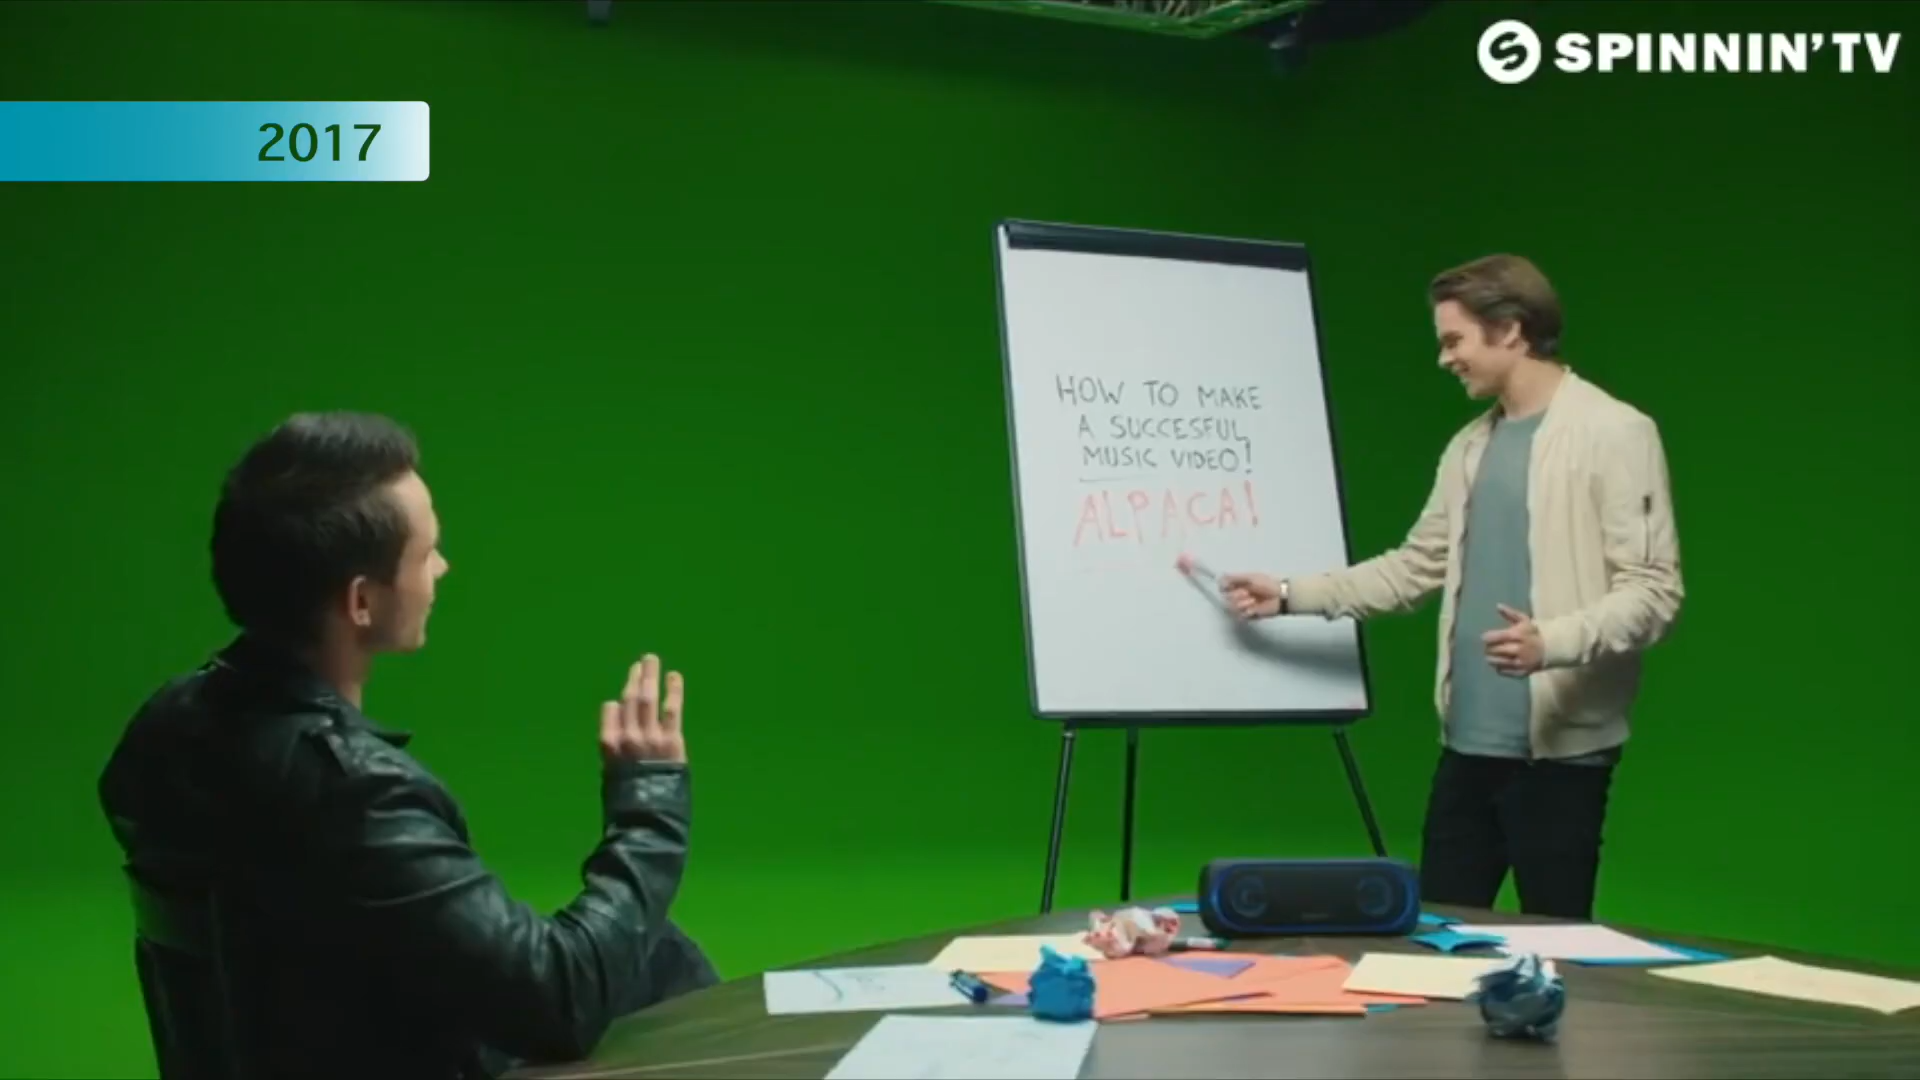 SPINNIN' TV
2017
HOW TO MAKE
A SUCCESFUL
MUSIC VIDEO!
ALPACA!